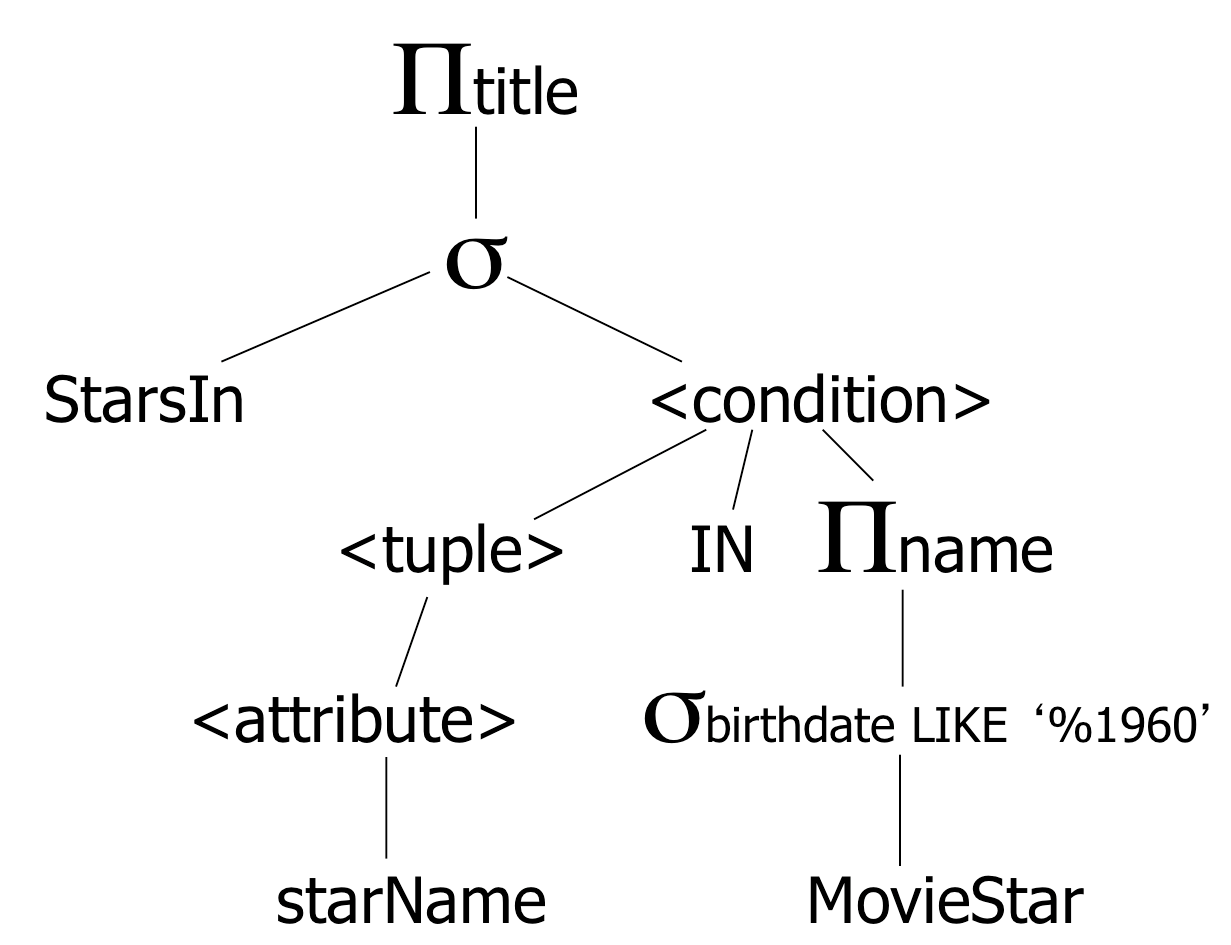 Πtitle
σ
StarsIn <condition>
<tuple> IN Πname
<attribute> σbirthdate LIKE ‘%1960’
starName MovieStar